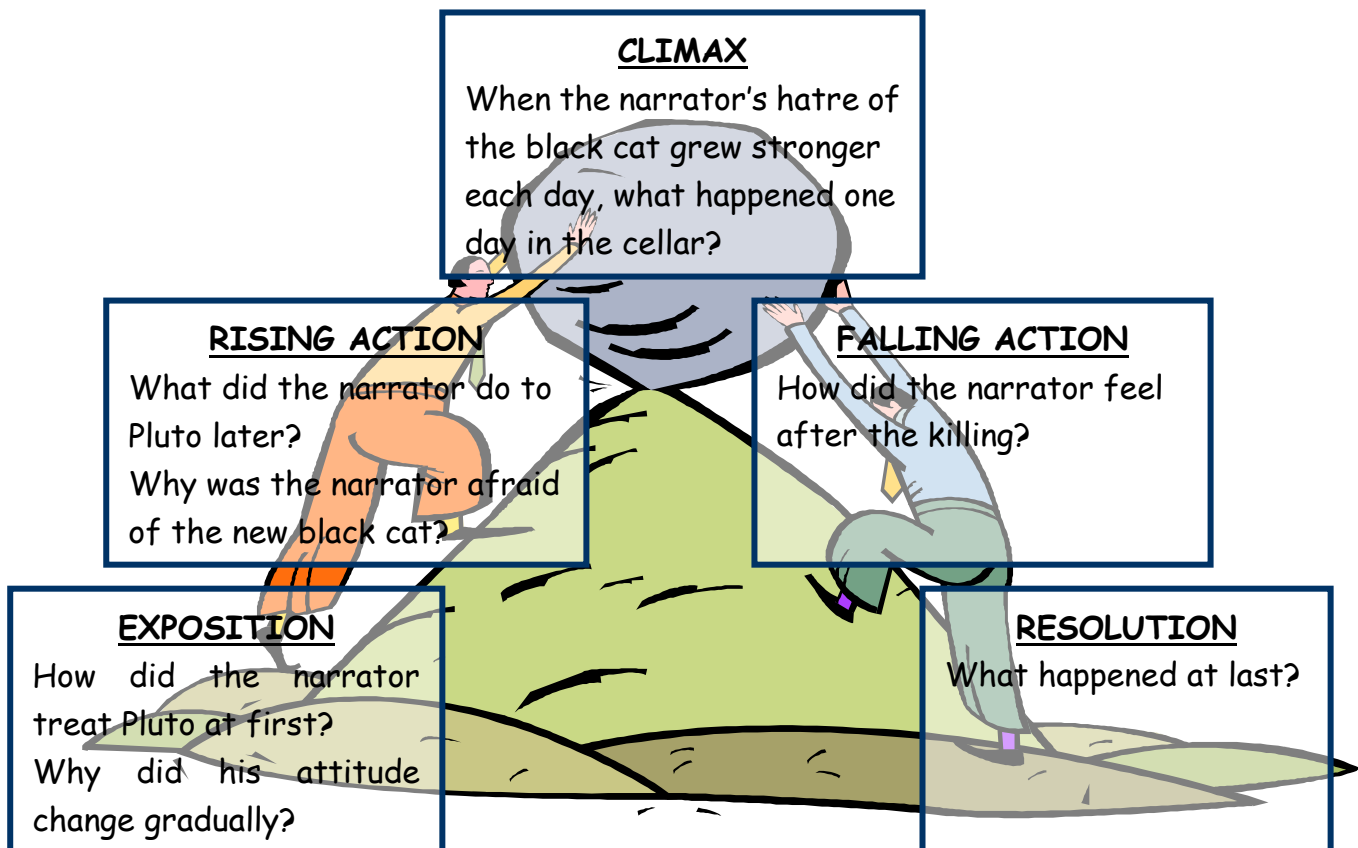 CLIMAX
When the narrator's hatre of
the black cat grew stronger
each day, what happened one
day in the cellar?
RISING ACTION
What did the narrator do to
Pluto later?
Why was the narrator afraid
of the new black cat?
FALLING ACTION
How did the narrator feel
after the killing?
EXPOSITION
How did the narrator
treat Pluto at first?
Why did his attitude
change gradually?
RESOLUTION
What happened at last?